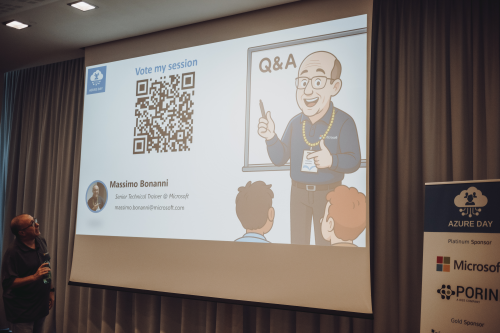 Vote my session
Q&A
Massimo Bonanni
Senior Technical Trainer @ Microsoft
massimo.bonanni@microsoft.com
AZURE DAY
Platinum Sponsor
Microsof
PORIN
Gold Sponsor